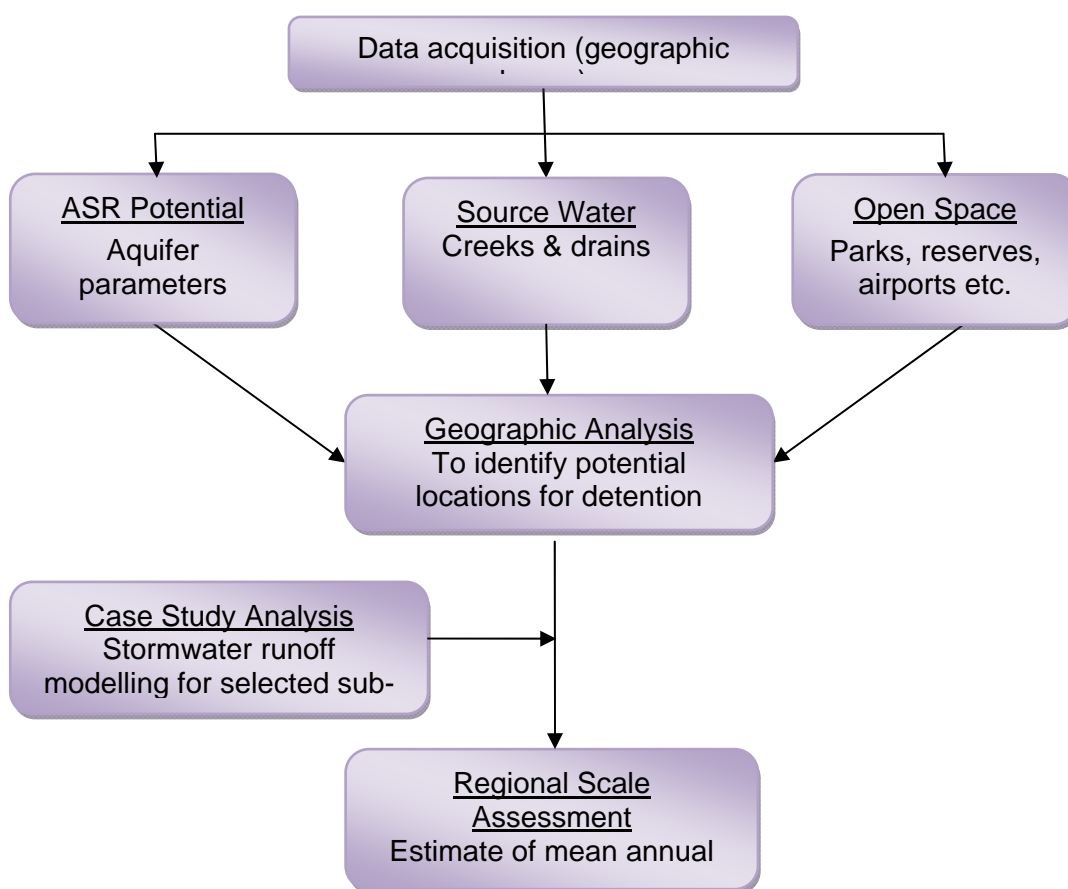 Data acquisition (geographic
ASR Potential
Aquifer
parameters
Source Water
Creeks & drains
Open Space
Parks, reserves,
airports etc.
Geographic Analysis
To identify potential
locations for detention
Case Study Analysis
Stormwater runoff
modelling for selected sub-
Regional Scale
Assessment
Estimate of mean annual